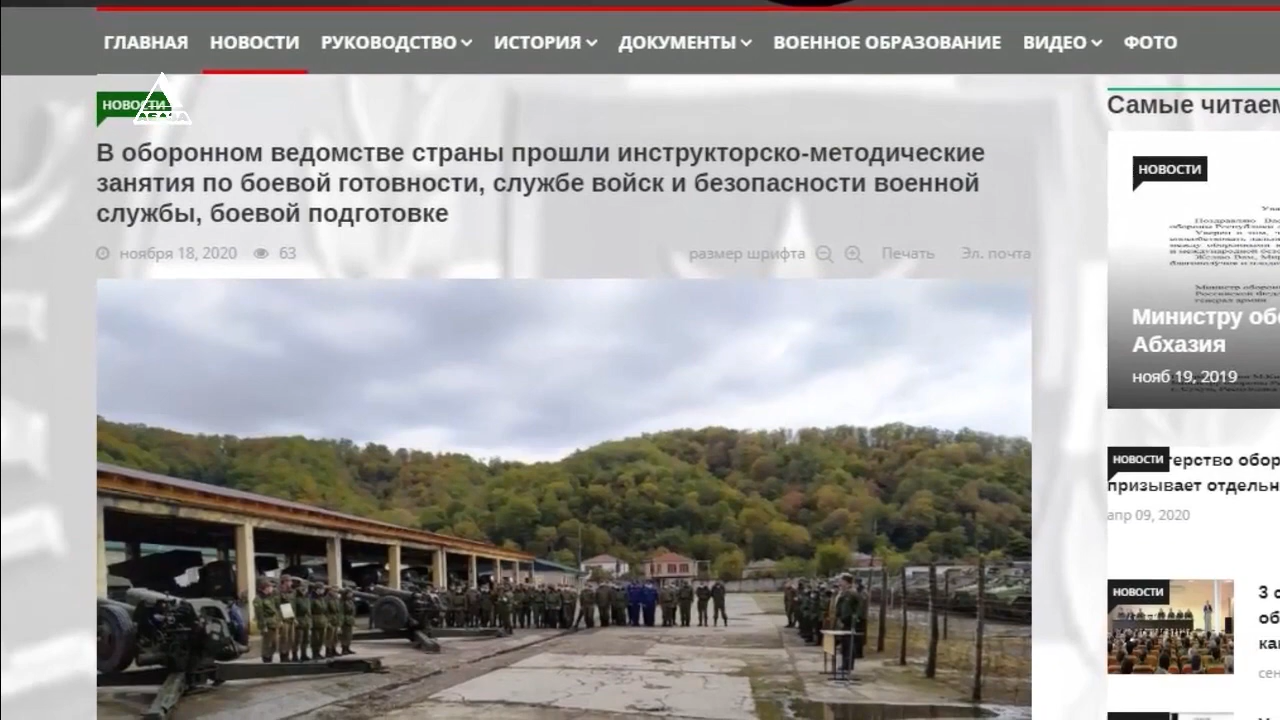 ГЛАВНАЯ НОВОСТИ РУКОВОДСТВО ИСТОРИЯ ДОКУМЕНТЫ ВОЕННОЕ ОБРАЗОВАНИЕ ВИДЕО ФОТО
НОВОСТИ
В оборонном ведомстве страны прошли инструкторско-методические
занятия по боевой готовности, службе войск и безопасности военной
службы, боевой подготовке
ноября 18, 2020 63 размер шрифта Печать Эл. почта
Самые читаем
НОВОСТИ
Министру обо
Абхазия
нояб 19, 2019
НОВОСТИ
терство обор
призывает отдельн
апр 09, 2020
НОВОСТИ
3 с
об
ка
сен